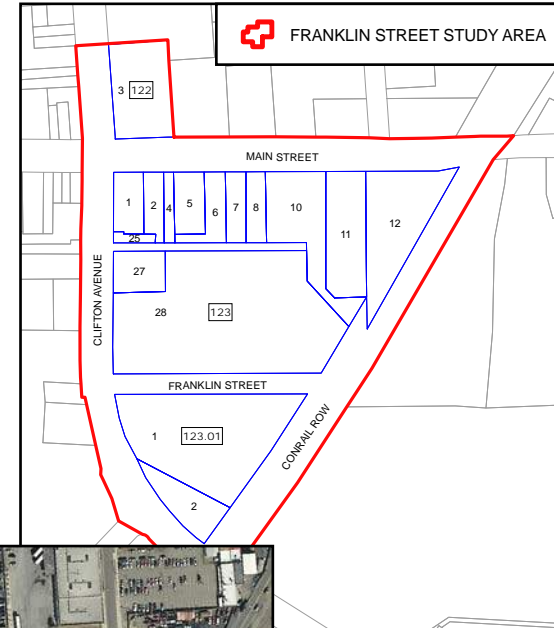 FRANKLIN STREET STUDY AREA
3 122
MAIN STREET
1 2 4 5 6 7 8 10 11 12
25
27
28 123
CLIFTON AVENUE
FRANKLIN STREET
1 123.01
CONRAIL ROW
2